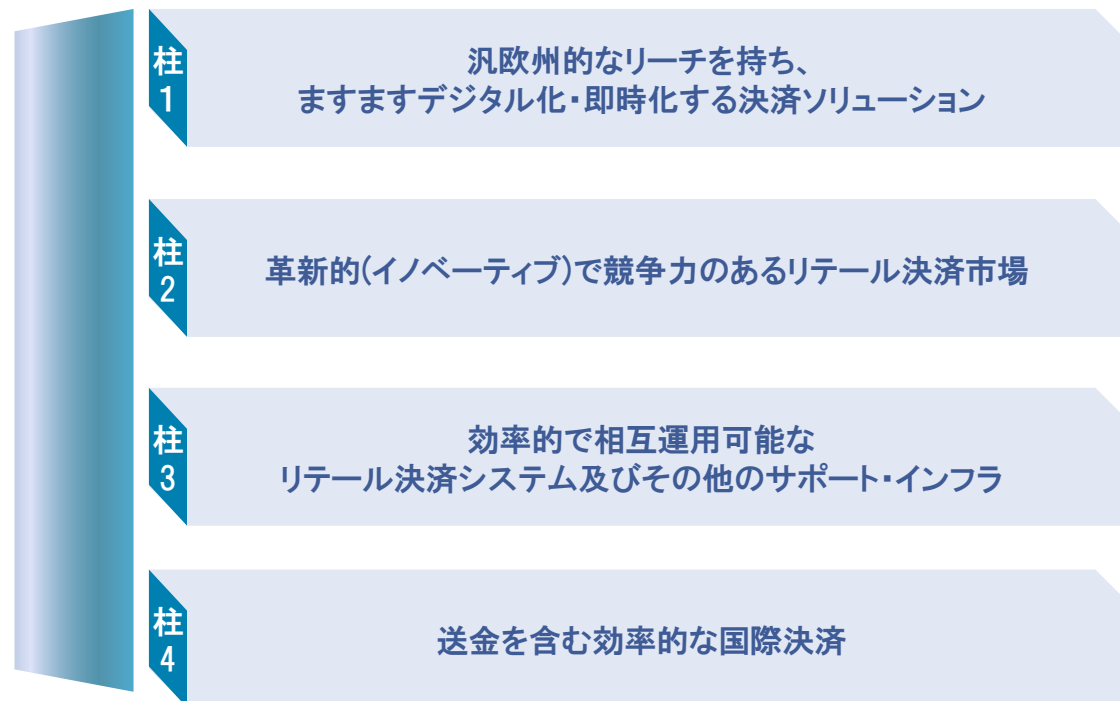 柱
1
汎欧州的なリーチを持ち、
ますますデジタル化・即時化する決済ソリューション
柱
2
革新的(イノベーティブ)で競争力のあるリテール決済市場
柱
3
効率的で相互運用可能な
リテール決済システム及びその他のサポート・インフラ
柱
4
送金を含む効率的な国際決済